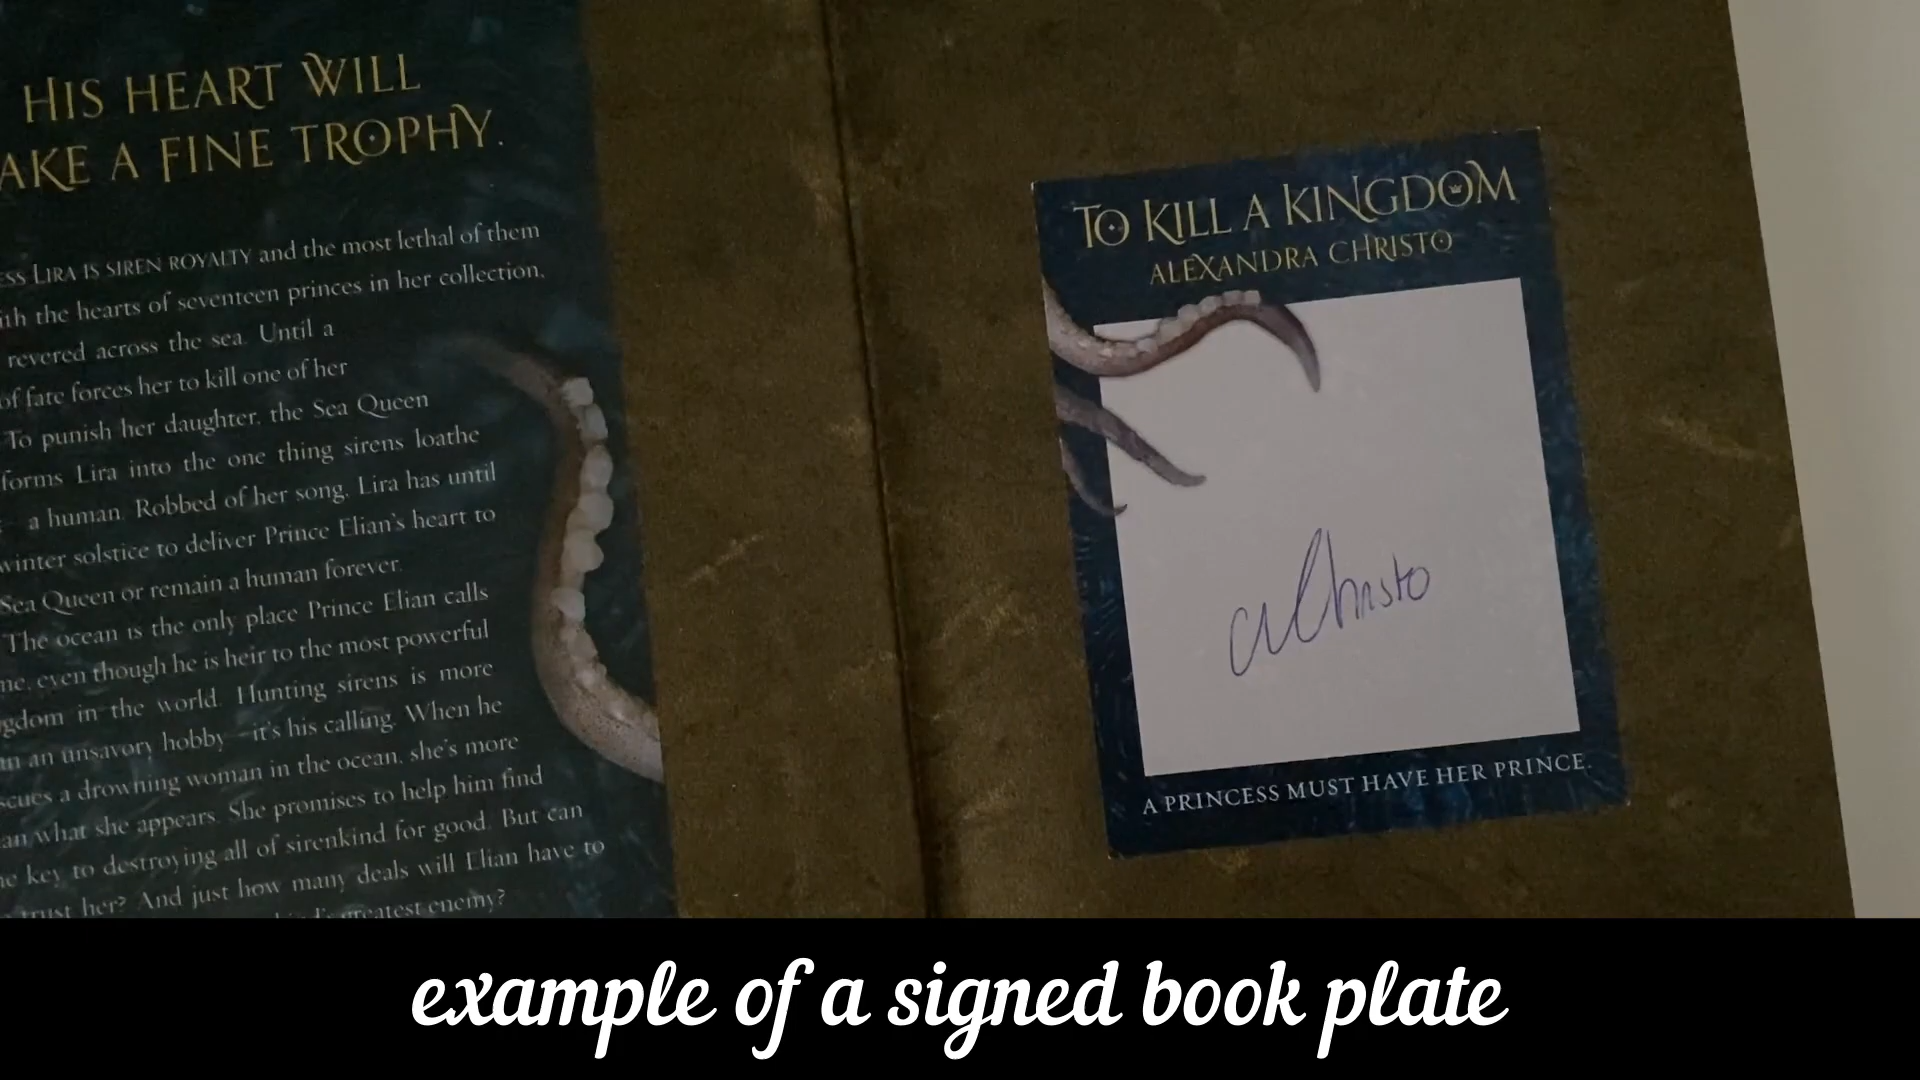 HIS HEART WILL
AKE A FINE TROPHY.
ESS LIRA IS SIREN ROYALTY and the most lethal of them
ith the hearts of seventeen princes in her collection,
revered across the sea. Until a
of fate forces her to kill one of her
To punish her daughter, the Sea Queen
forms Lira into the one thing sirens loathe
— a human. Robbed of her song, Lira has until
winter solstice to deliver Prince Elian's heart to
Sea Queen or remain a human forever.
The ocean is the only place Prince Elian calls
me, even though he is heir to the most powerful
gdom in the world. Hunting sirens is more
an an unsavory hobby—it's his calling. When he
scues a drowning woman in the ocean, she's more
an what she appears. She promises to help him find
he key to destroying all of sirenkind for good. But can
trust her? And just how many deals will Elian have to
greatest enemy?
TO KILL A KINGDOM
ALEXANDRA CHRISTO
aChristo
A PRINCESS MUST HAVE HER PRINCE.
example of a signed book plate